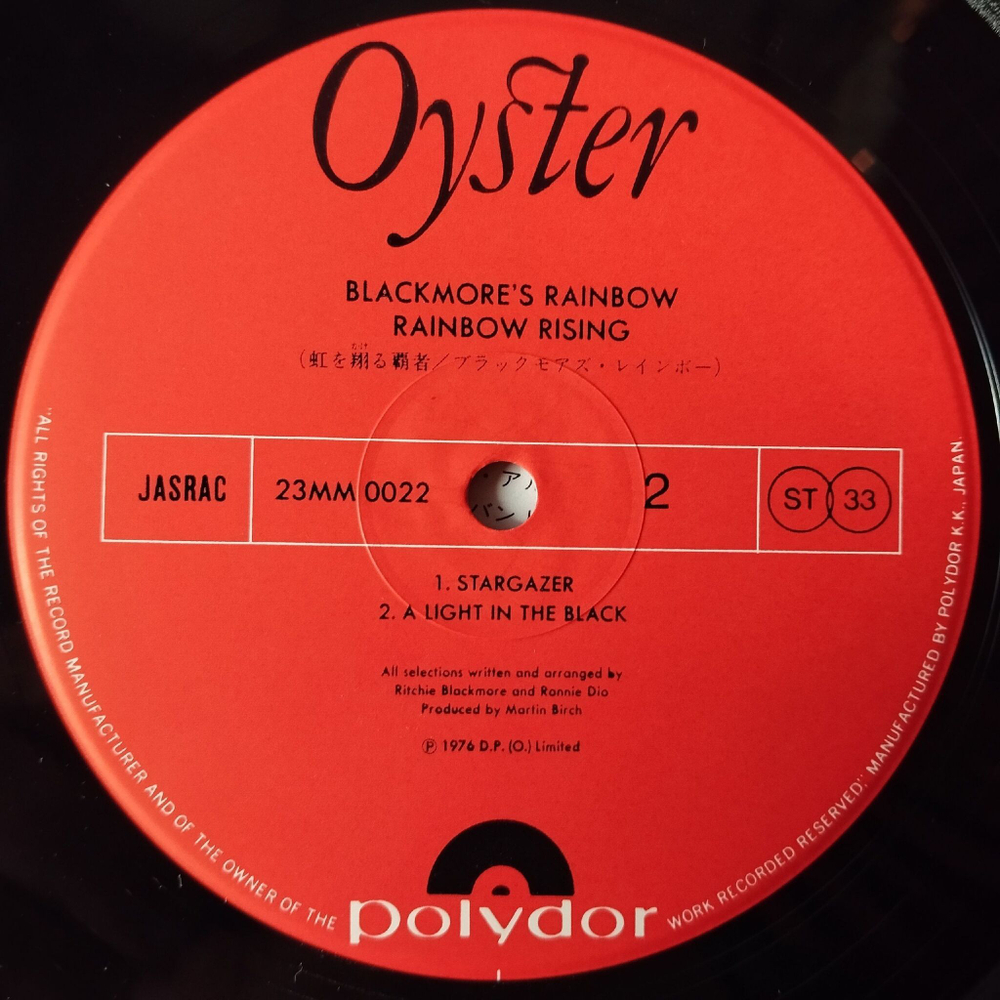 Oyster
BLACKMORE'S RAINBOW
RAINBOW RISING
たけ
(虹を翔る覇者/ブラックモアズ・レインボー)
JASRAC
23MM 0022
2
ST 33
1. STARGAZER
2. A LIGHT IN THE BLACK
All selections written and arranged by
Ritchie Blackmore and Ronnie Dio
Produced by Martin Birch
Ⓟ 1976 D.P. (O.) Limited
polydor
"ALL RIGHTS OF THE RECORD MANUFACTURER AND OF THE OWNER OF THE WORK RECORDED RESERVED." MANUFACTURED BY POLYDOR K.K., JAPAN.